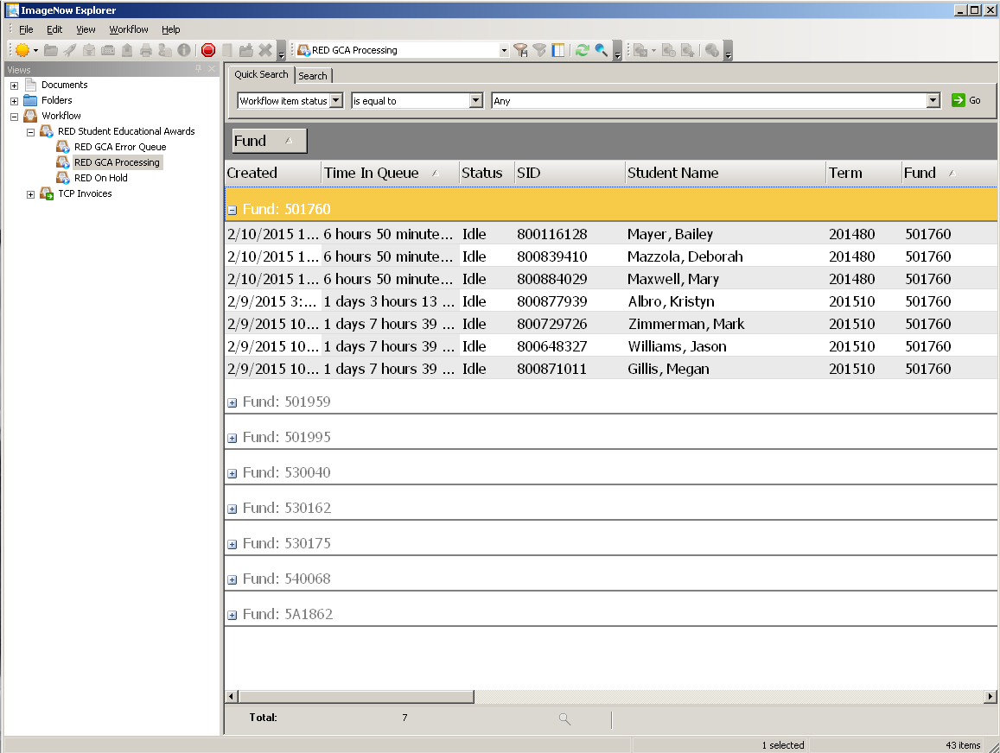 ImageNow Explorer
File Edit View Workflow Help
RED GCA Processing
Views
Documents
Folders
Workflow
RED Student Educational Awards
RED GCA Error Queue
RED GCA Processing
RED On Hold
TCP Invoices
Quick Search Search
Workflow item status is equal to Any Go
Fund
Created Time In Queue Status SID Student Name Term Fund
Fund: 501760
2/10/2015 1... 6 hours 50 minute... Idle 800116128 Mayer, Bailey 201480 501760
2/10/2015 1... 6 hours 50 minute... Idle 800839410 Mazzola, Deborah 201480 501760
2/10/2015 1... 6 hours 50 minute... Idle 800884029 Maxwell, Mary 201480 501760
2/9/2015 3:... 1 days 3 hours 13 ... Idle 800877939 Albro, Kristyn 201510 501760
2/9/2015 10... 1 days 7 hours 39 ... Idle 800729726 Zimmerman, Mark 201510 501760
2/9/2015 10... 1 days 7 hours 39 ... Idle 800648327 Williams, Jason 201510 501760
2/9/2015 10... 1 days 7 hours 39 ... Idle 800871011 Gillis, Megan 201510 501760
Fund: 501959
Fund: 501995
Fund: 530040
Fund: 530162
Fund: 530175
Fund: 540068
Fund: 5A1862
Total: 7
1 selected 43 items